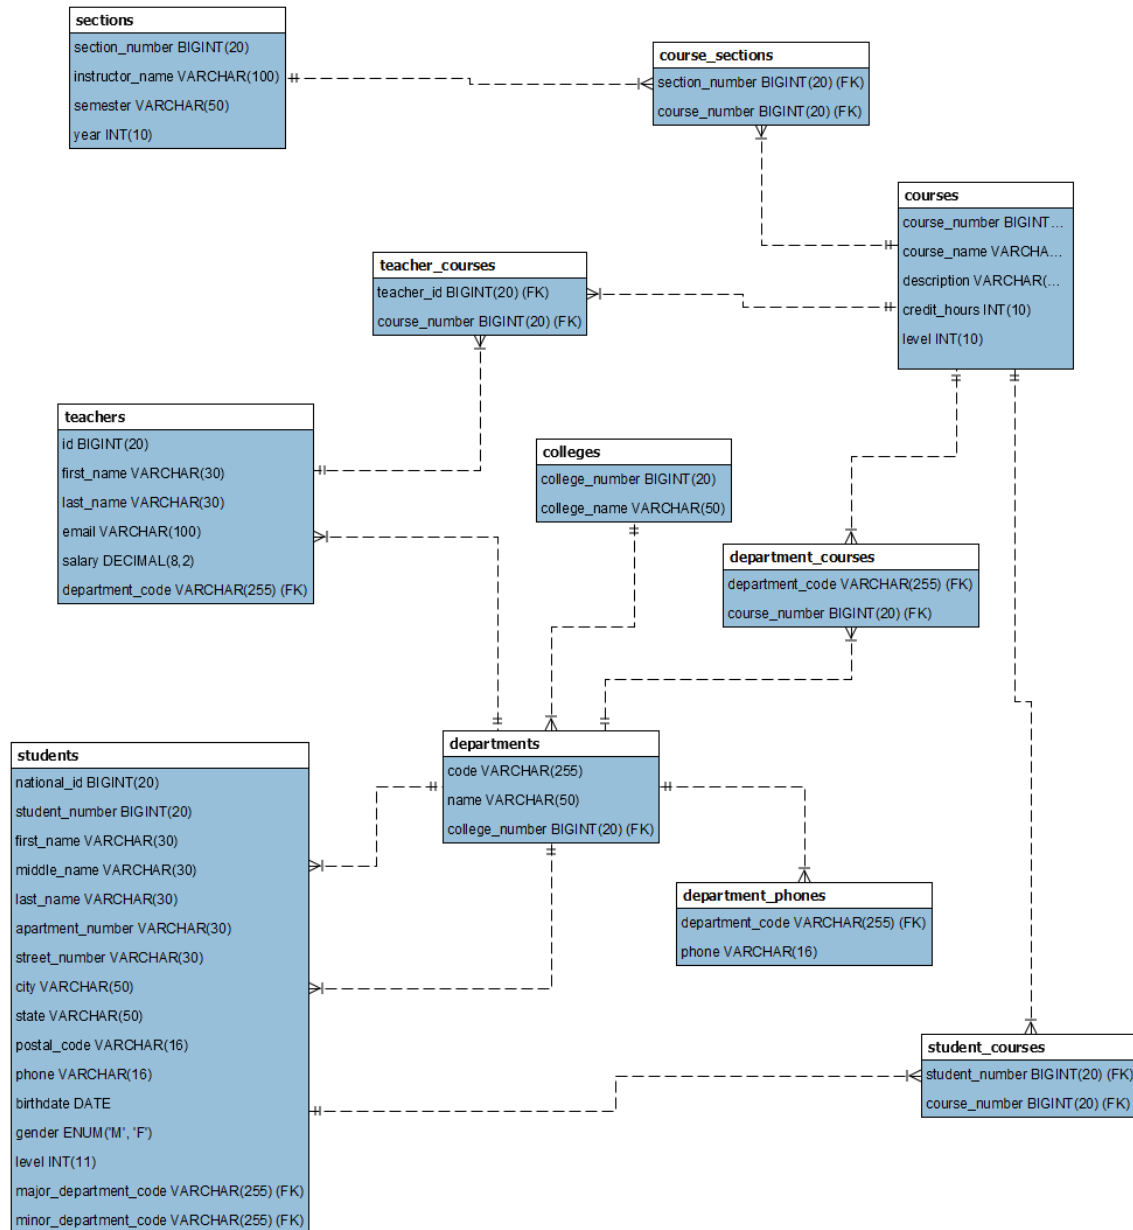 sections
section_number BIGINT(20)
instructor_name VARCHAR(100)
semester VARCHAR(50)
year INT(10)
course_sections
section_number BIGINT(20) (FK)
course_number BIGINT(20) (FK)
courses
course_number BIGINT...
course_name VARCHA...
description VARCHAR(...
credit_hours INT(10)
level INT(10)
teacher_courses
teacher_id BIGINT(20) (FK)
course_number BIGINT(20) (FK)
teachers
id BIGINT(20)
first_name VARCHAR(30)
last_name VARCHAR(30)
email VARCHAR(100)
salary DECIMAL(8,2)
department_code VARCHAR(255) (FK)
colleges
college_number BIGINT(20)
college_name VARCHAR(50)
department_courses
department_code VARCHAR(255) (FK)
course_number BIGINT(20) (FK)
departments
code VARCHAR(255)
name VARCHAR(50)
college_number BIGINT(20) (FK)
students
national_id BIGINT(20)
student_number BIGINT(20)
first_name VARCHAR(30)
middle_name VARCHAR(30)
last_name VARCHAR(30)
apartment_number VARCHAR(30)
street_number VARCHAR(30)
city VARCHAR(50)
state VARCHAR(50)
postal_code VARCHAR(16)
phone VARCHAR(16)
birthdate DATE
gender ENUM('M', 'F')
level INT(11)
major_department_code VARCHAR(255) (FK)
minor_department_code VARCHAR(255) (FK)
department_phones
department_code VARCHAR(255) (FK)
phone VARCHAR(16)
student_courses
student_number BIGINT(20) (FK)
course_number BIGINT(20) (FK)